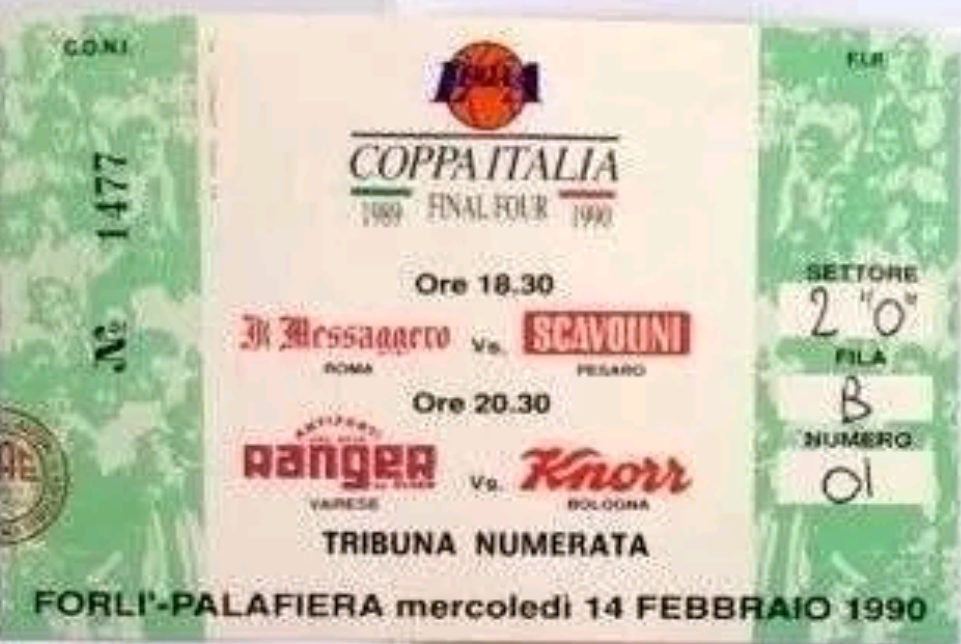 C.O.N.I.
F.I.P.
COPPA ITALIA
1989 FINAL FOUR 1990
Nº 1477
Ore 18.30
Il Messaggero Vs. SCAVOLINI
ROMA PESARO
Ore 20.30
ANTIFURTI
RANGER Vs. Knorr
VARESE BOLOGNA
TRIBUNA NUMERATA
SETTORE
2 "O"
FILA
B
NUMERO
01
FORLI'-PALAFIERA mercoledì 14 FEBBRAIO 1990